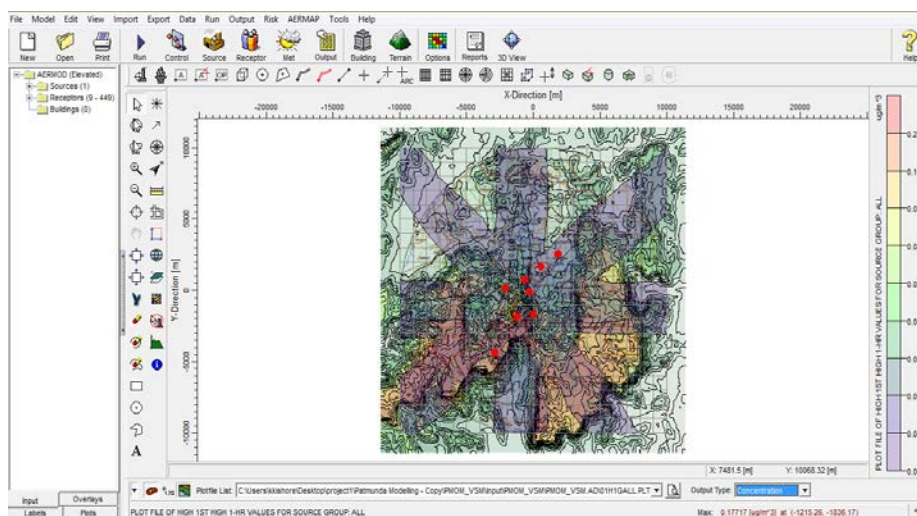 File Model Edit View Import Export Data Run Output Risk AERMAP Tools Help
New Open Print Run Control Source Receptor Met Output Building Terrain Options Reports 3D View Help
AERMOD (Elevated)
Sources (1)
Receptors (9 - 449)
Buildings (0)
X-Direction [m]
-20000 -15000 -10000 -5000 0 5000 10000 15000 20000
Y-Direction [m]
10000
5000
0
-5000
-10000
ug/m^3
PLOT FILE OF HIGH 1ST HIGH 1-HR VALUES FOR SOURCE GROUP: ALL
A
X: 7481.5 [m] Y: 10068.32 [m]
Input Overlays
Labels Plots
Plotfile List: C:\Users\kkishore\Desktop\project1\Patmunda Modelling - Copy\PMOM_VSM\Input\PMOM_VSM\PMOM_VSM.AD\01H1GALL.PLT
Output Type: Concentration
PLOT FILE OF HIGH 1ST HIGH 1-HR VALUES FOR SOURCE GROUP: ALL
Max: 0.17717 [ug/m^3] at (-1215.26, -1836.17)